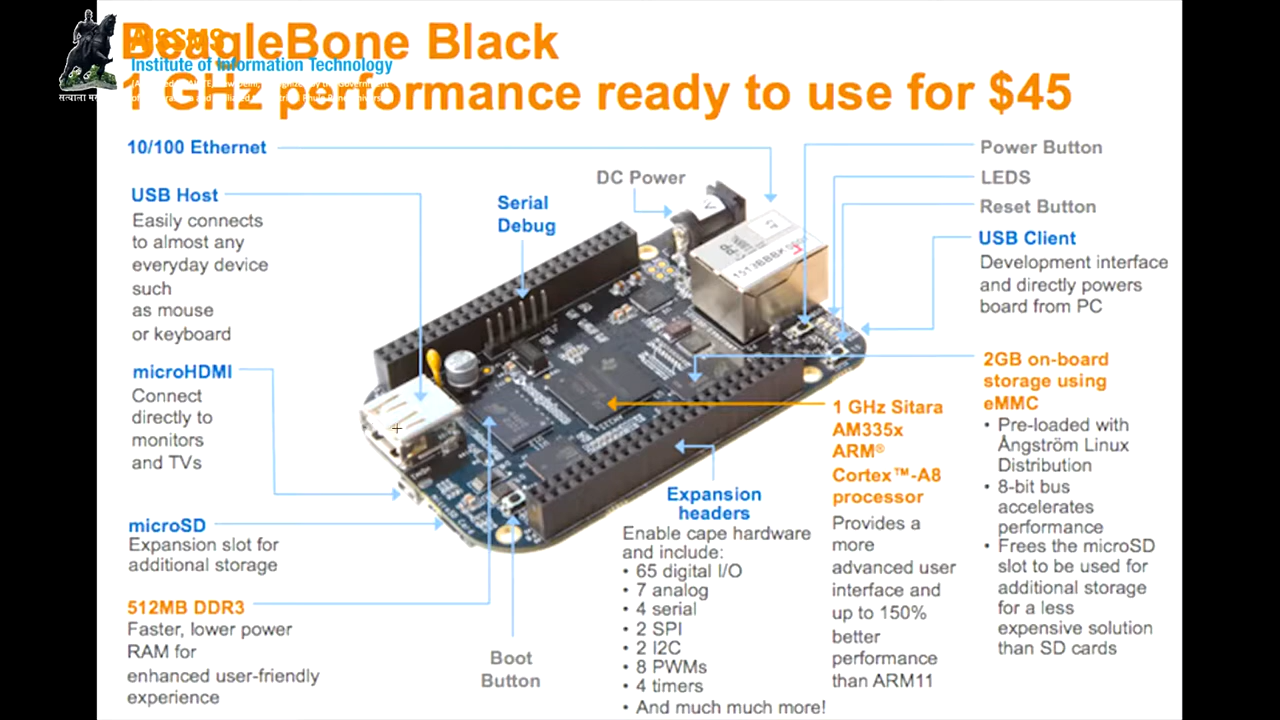 BeagleBone Black
AISSMS
Institute of Information Technology
1 GHz performance ready to use for $45
10/100 Ethernet
USB Host
Easily connects
to almost any
everyday device
such
as mouse
or keyboard
microHDMI
Connect
directly to
monitors
and TVs
microSD
Expansion slot for
additional storage
512MB DDR3
Faster, lower power
RAM for
enhanced user-friendly
experience
Serial
Debug
DC Power
Boot
Button
Expansion
headers
Enable cape hardware
and include:
• 65 digital I/O
• 7 analog
• 4 serial
• 2 SPI
• 2 I2C
• 8 PWMs
• 4 timers
• And much much more!
1 GHz Sitara
AM335x
ARM®
Cortex™-A8
processor
Provides a
more
advanced user
interface and
up to 150%
better
performance
than ARM11
Power Button
LEDS
Reset Button
USB Client
Development interface
and directly powers
board from PC
2GB on-board
storage using
eMMC
• Pre-loaded with
Ångström Linux
Distribution
• 8-bit bus
accelerates
performance
• Frees the microSD
slot to be used for
additional storage
for a less
expensive solution
than SD cards